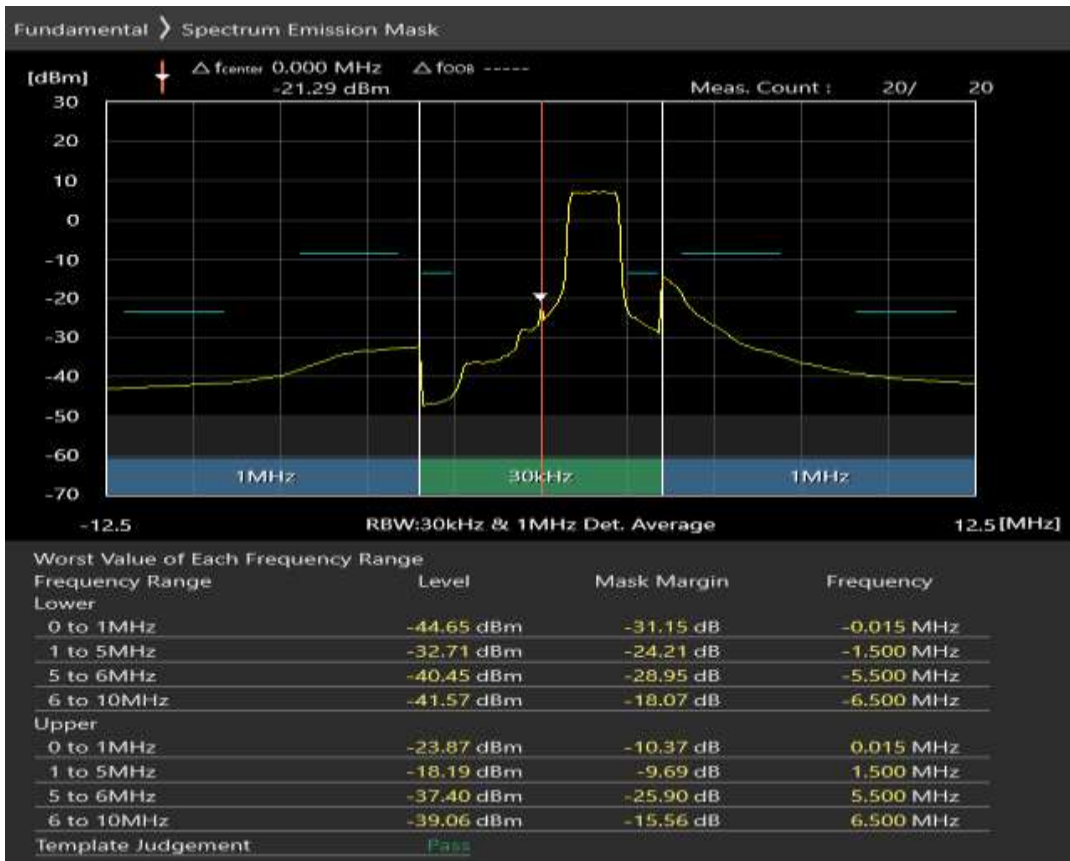 Fundamental ❯ Spectrum Emission Mask
[dBm] △ fcenter 0.000 MHz △ fOOB -----
-21.29 dBm Meas. Count : 20/ 20
30
20
10
0
-10
-20
-30
-40
-50
-60
-70
1MHz 30kHz 1MHz
-12.5 RBW:30kHz & 1MHz Det. Average 12.5 [MHz]
Worst Value of Each Frequency Range
Frequency Range Level Mask Margin Frequency
Lower
0 to 1MHz -44.65 dBm -31.15 dB -0.015 MHz
1 to 5MHz -32.71 dBm -24.21 dB -1.500 MHz
5 to 6MHz -40.45 dBm -28.95 dB -5.500 MHz
6 to 10MHz -41.57 dBm -18.07 dB -6.500 MHz
Upper
0 to 1MHz -23.87 dBm -10.37 dB 0.015 MHz
1 to 5MHz -18.19 dBm -9.69 dB 1.500 MHz
5 to 6MHz -37.40 dBm -25.90 dB 5.500 MHz
6 to 10MHz -39.06 dBm -15.56 dB 6.500 MHz
Template Judgement Pass